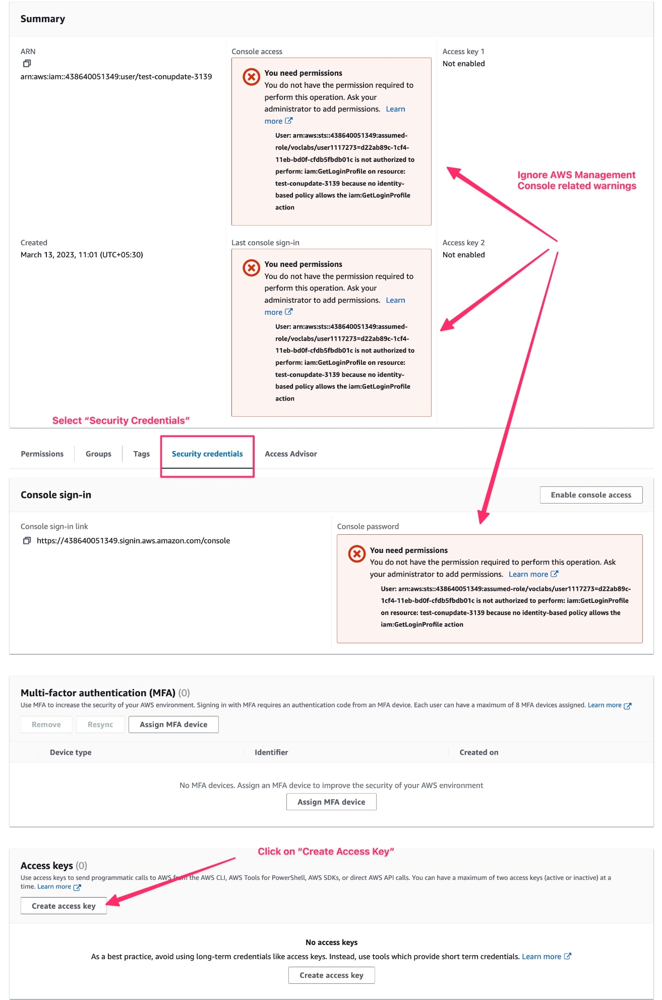 Summary
ARN
arn:aws:iam::438640051349:user/test-conupdate-3139
Console access
You need permissions
You do not have the permission required to
perform this operation. Ask your
administrator to add permissions. Learn
more
User: arn:aws:sts::438640051349:assumed-
role/voclabs/user1117273=d22ab89c-1cf4-
11eb-bd0f-cfdb5fbdb01c is not authorized to
perform: iam:GetLoginProfile on resource:
test-conupdate-3139 because no identity-
based policy allows the iam:GetLoginProfile
action
Access key 1
Not enabled
Ignore AWS Management
Console related warnings
Created
March 13, 2023, 11:01 (UTC+05:30)
Last console sign-in
You need permissions
You do not have the permission required to
perform this operation. Ask your
administrator to add permissions. Learn
more
User: arn:aws:sts::438640051349:assumed-
role/voclabs/user1117273=d22ab89c-1cf4-
11eb-bd0f-cfdb5fbdb01c is not authorized to
perform: iam:GetLoginProfile on resource:
test-conupdate-3139 because no identity-
based policy allows the iam:GetLoginProfile
action
Access key 2
Not enabled
Select “Security Credentials”
Permissions Groups Tags Security credentials Access Advisor
Console sign-in
Enable console access
Console sign-in link
https://438640051349.signin.aws.amazon.com/console
Console password
You need permissions
You do not have the permission required to perform this operation. Ask
your administrator to add permissions. Learn more
User: arn:aws:sts::438640051349:assumed-role/voclabs/user1117273=d22ab89c-
1cf4-11eb-bd0f-cfdb5fbdb01c is not authorized to perform: iam:GetLoginProfile
on resource: test-conupdate-3139 because no identity-based policy allows the
iam:GetLoginProfile action
Multi-factor authentication (MFA) (0)
Use MFA to increase the security of your AWS environment. Signing in with MFA requires an authentication code from an MFA device. Each user can have a maximum of 8 MFA devices assigned. Learn more
Remove Resync Assign MFA device
Device type Identifier Created on
No MFA devices. Assign an MFA device to improve the security of your AWS environment
Assign MFA device
Click on “Create Access Key”
Access keys (0)
Use access keys to send programmatic calls to AWS from the AWS CLI, AWS Tools for PowerShell, AWS SDKs, or direct AWS API calls. You can have a maximum of two access keys (active or inactive) at a
time. Learn more
Create access key
No access keys
As a best practice, avoid using long-term credentials like access keys. Instead, use tools which provide short term credentials. Learn more
Create access key